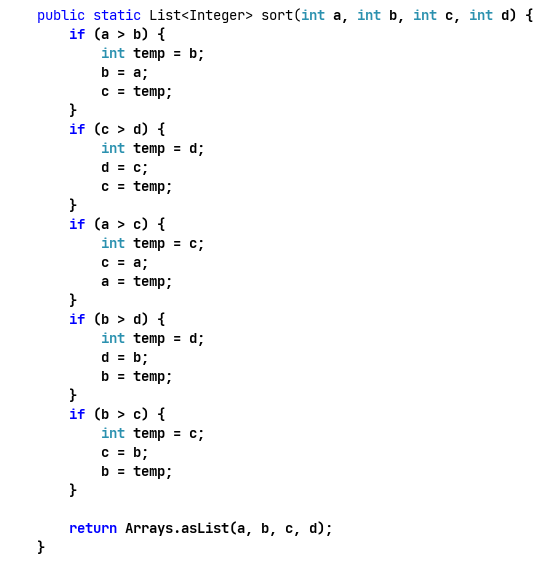 public static List<Integer> sort(int a, int b, int c, int d) {
if (a > b) {
int temp = b;
b = a;
c = temp;
}
if (c > d) {
int temp = d;
d = c;
c = temp;
}
if (a > c) {
int temp = c;
c = a;
a = temp;
}
if (b > d) {
int temp = d;
d = b;
b = temp;
}
if (b > c) {
int temp = c;
c = b;
b = temp;
}
return Arrays.asList(a, b, c, d);
}